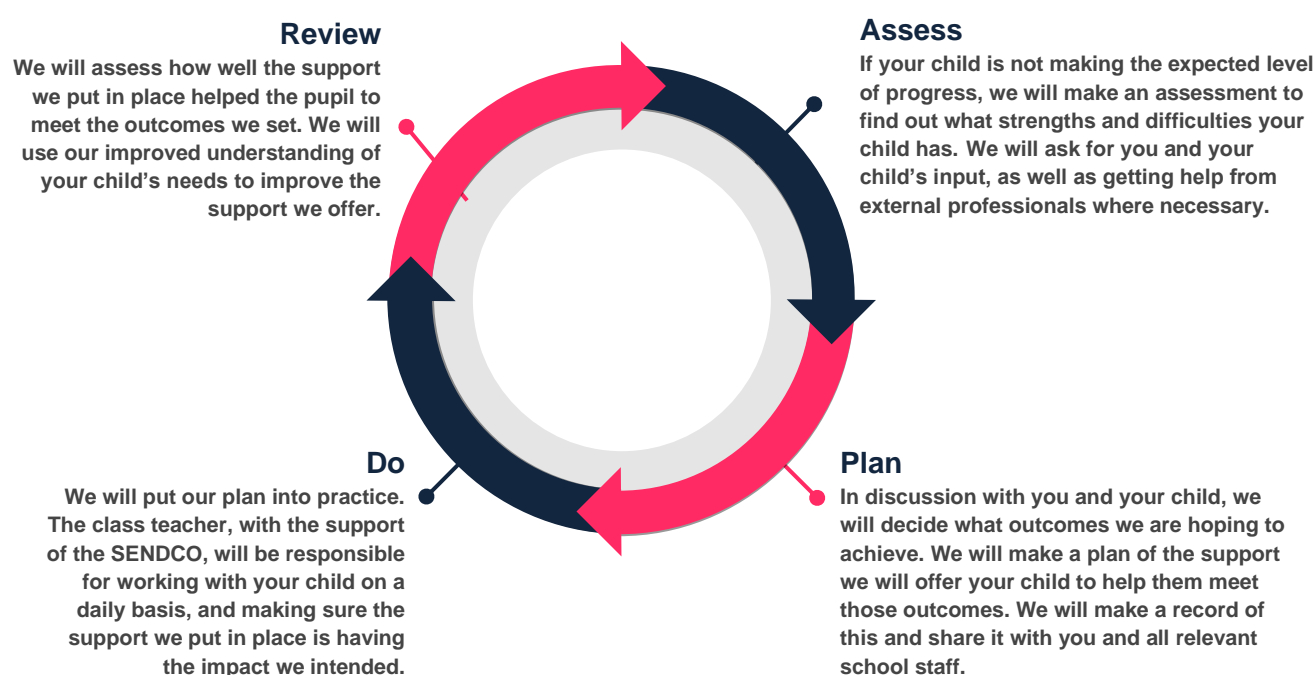 Review
We will assess how well the support
we put in place helped the pupil to
meet the outcomes we set. We will
use our improved understanding of
your child’s needs to improve the
support we offer.
Assess
If your child is not making the expected level
of progress, we will make an assessment to
find out what strengths and difficulties your
child has. We will ask for you and your
child’s input, as well as getting help from
external professionals where necessary.
Do
We will put our plan into practice.
The class teacher, with the support
of the SENDCO, will be responsible
for working with your child on a
daily basis, and making sure the
support we put in place is having
the impact we intended.
Plan
In discussion with you and your child, we
will decide what outcomes we are hoping to
achieve. We will make a plan of the support
we will offer your child to help them meet
those outcomes. We will make a record of
this and share it with you and all relevant
school staff.